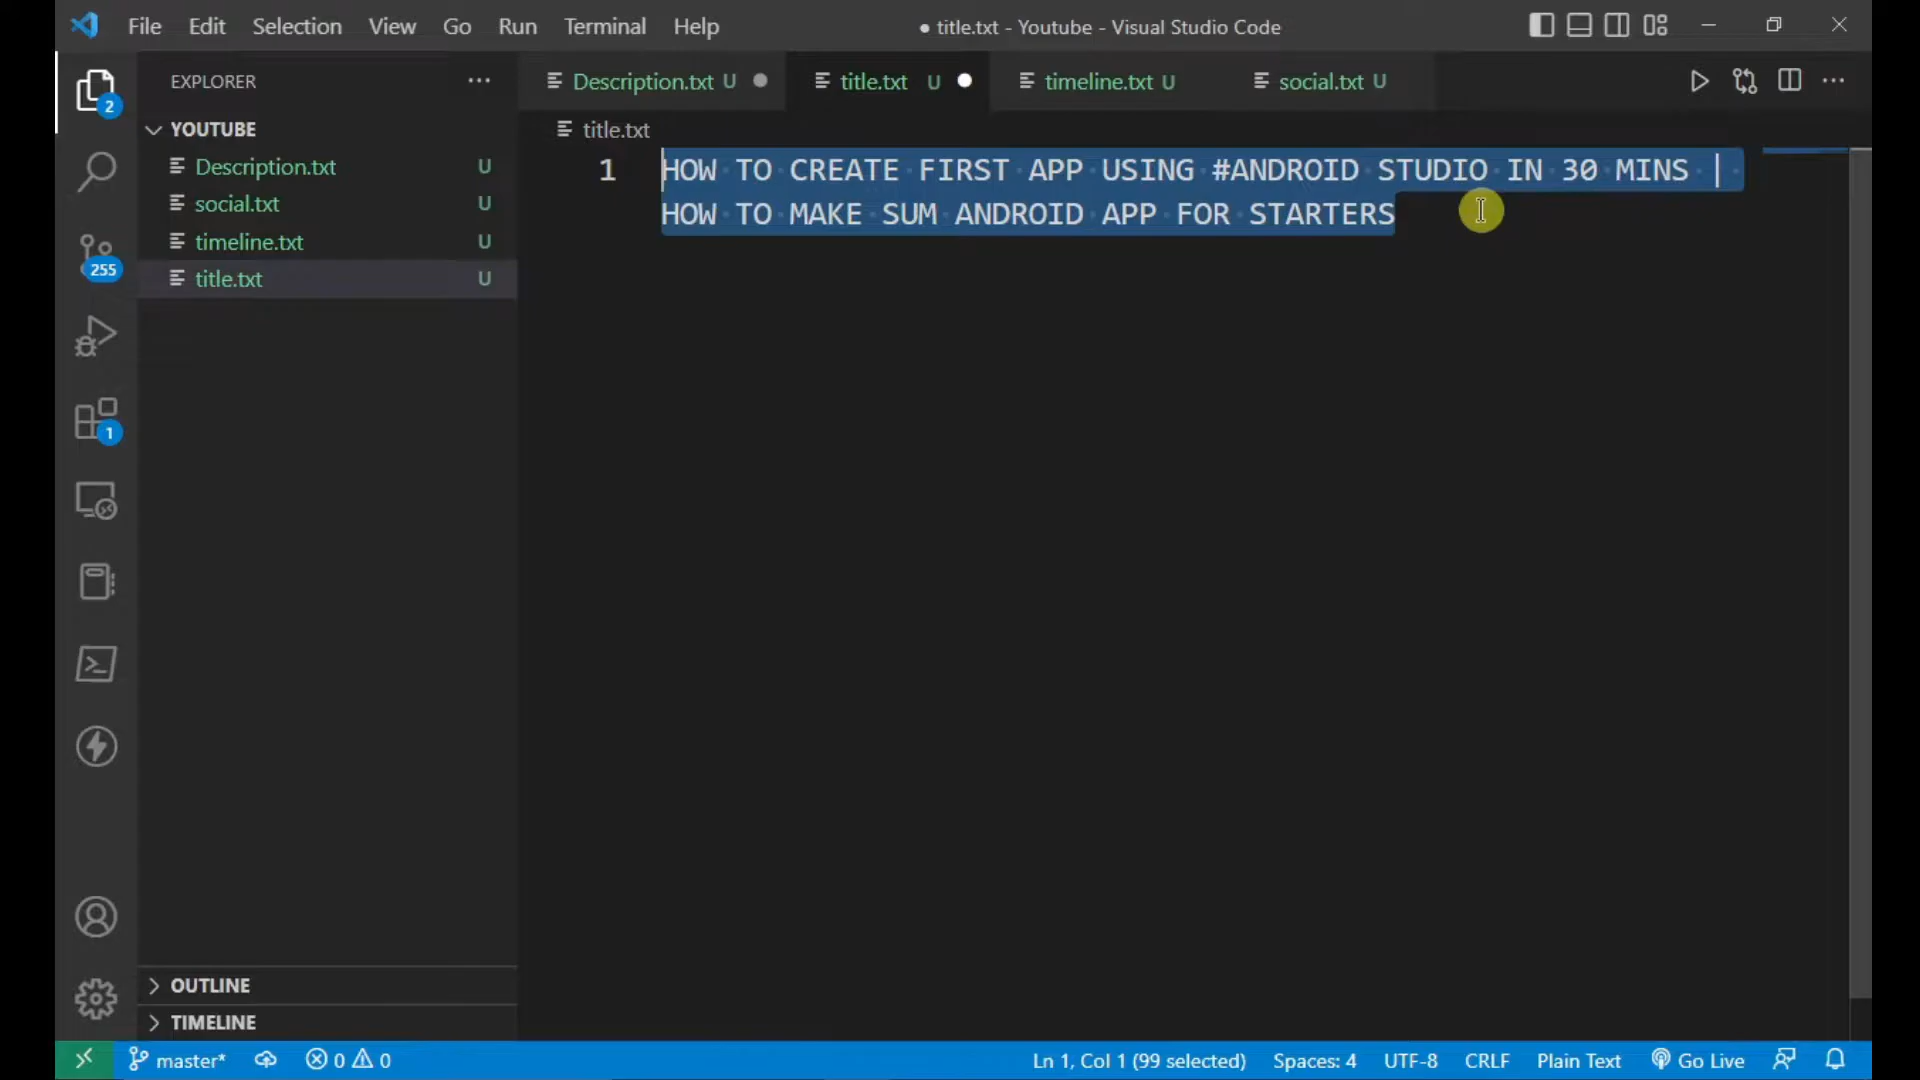 File Edit Selection View Go Run Terminal Help
● title.txt - Youtube - Visual Studio Code
EXPLORER
Description.txt U
title.txt U
timeline.txt U
social.txt U
2
YOUTUBE
title.txt
Description.txt U
social.txt U
timeline.txt U
title.txt U
255
1
1
HOW TO CREATE FIRST APP USING #ANDROID STUDIO IN 30 MINS |
HOW TO MAKE SUM ANDROID APP FOR STARTERS
OUTLINE
TIMELINE
master* 0 0 Ln 1, Col 1 (99 selected) Spaces: 4 UTF-8 CRLF Plain Text Go Live